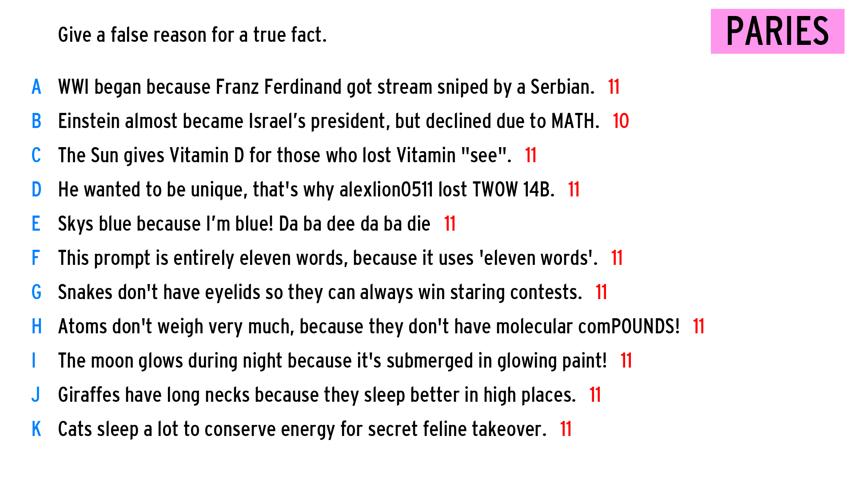 Give a false reason for a true fact.
PARIES
A WWI began because Franz Ferdinand got stream sniped by a Serbian. 11
B Einstein almost became Israel's president, but declined due to MATH. 10
C The Sun gives Vitamin D for those who lost Vitamin "see". 11
D He wanted to be unique, that's why alexlion0511 lost TWOW 14B. 11
E Skys blue because I'm blue! Da ba dee da ba die 11
F This prompt is entirely eleven words, because it uses 'eleven words'. 11
G Snakes don't have eyelids so they can always win staring contests. 11
H Atoms don't weigh very much, because they don't have molecular comPOUNDS! 11
I The moon glows during night because it's submerged in glowing paint! 11
J Giraffes have long necks because they sleep better in high places. 11
K Cats sleep a lot to conserve energy for secret feline takeover. 11